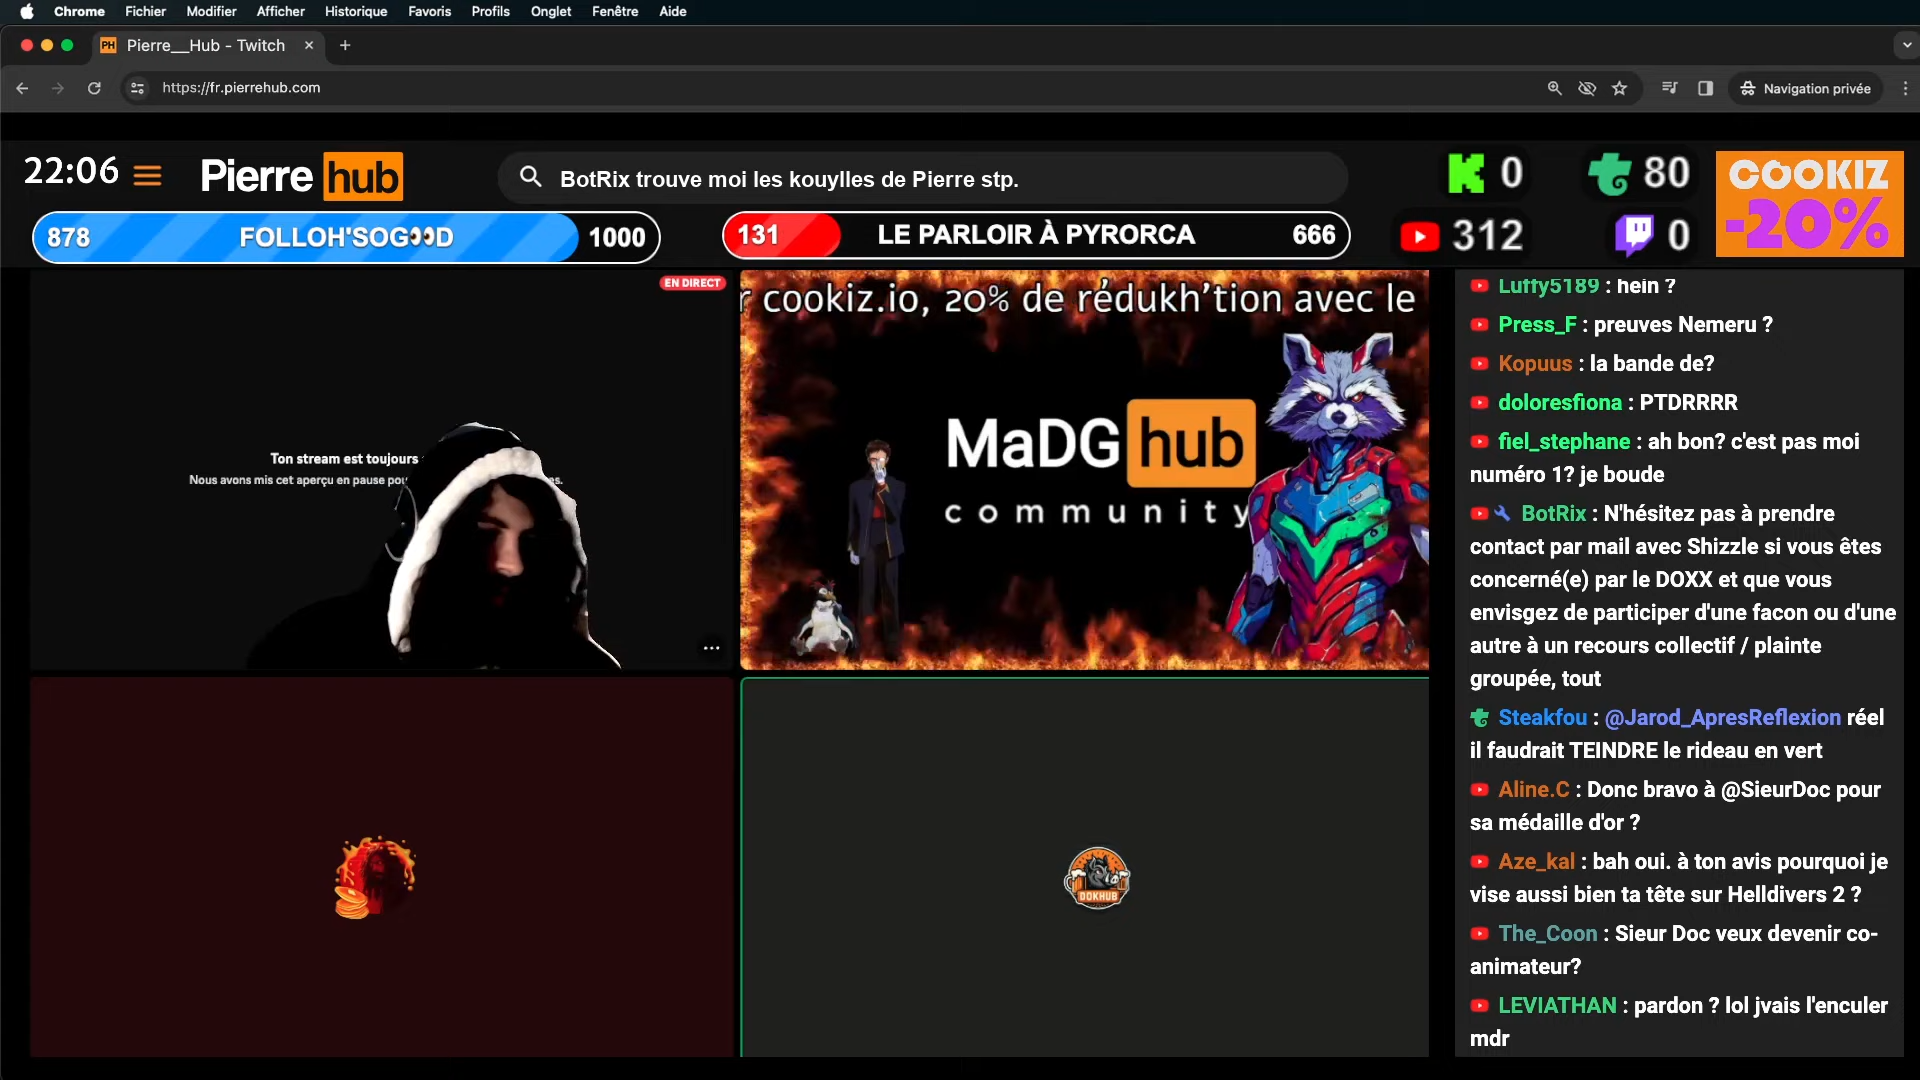 Chrome Fichier Modifier Afficher Historique Favoris Profils Onglet Fenêtre Aide
PH Pierre__Hub - Twitch
https://fr.pierrehub.com
Navigation privée
22:06
Pierre hub
BotRix trouve moi les kouylles de Pierre stp.
0
80
COOKIZ
-20%
878 FOLLOH'SOG👀D 1000
131 LE PARLOIR À PYRORCA 666
312
0
EN DIRECT
Ton stream est toujours
Nous avons mis cet aperçu en pause pou
es.
r cookiz.io, 20% de rédukh'tion avec le
MaDG hub
community
DOKHUB
Luffy5189 : hein ?
Press_F : preuves Nemeru ?
Kopuus : la bande de?
doloresfiona : PTDRRRR
fiel_stephane : ah bon? c'est pas moi
numéro 1? je boude
BotRix : N'hésitez pas à prendre
contact par mail avec Shizzle si vous êtes
concerné(e) par le DOXX et que vous
envisgez de participer d'une facon ou d'une
autre à un recours collectif / plainte
groupée, tout
Steakfou : @Jarod_ApresReflexion réel
il faudrait TEINDRE le rideau en vert
Aline.C : Donc bravo à @SieurDoc pour
sa médaille d'or ?
Aze_kal : bah oui. à ton avis pourquoi je
vise aussi bien ta tête sur Helldivers 2 ?
The_Coon : Sieur Doc veux devenir co-
animateur?
LEVIATHAN : pardon ? lol jvais l'enculer
mdr